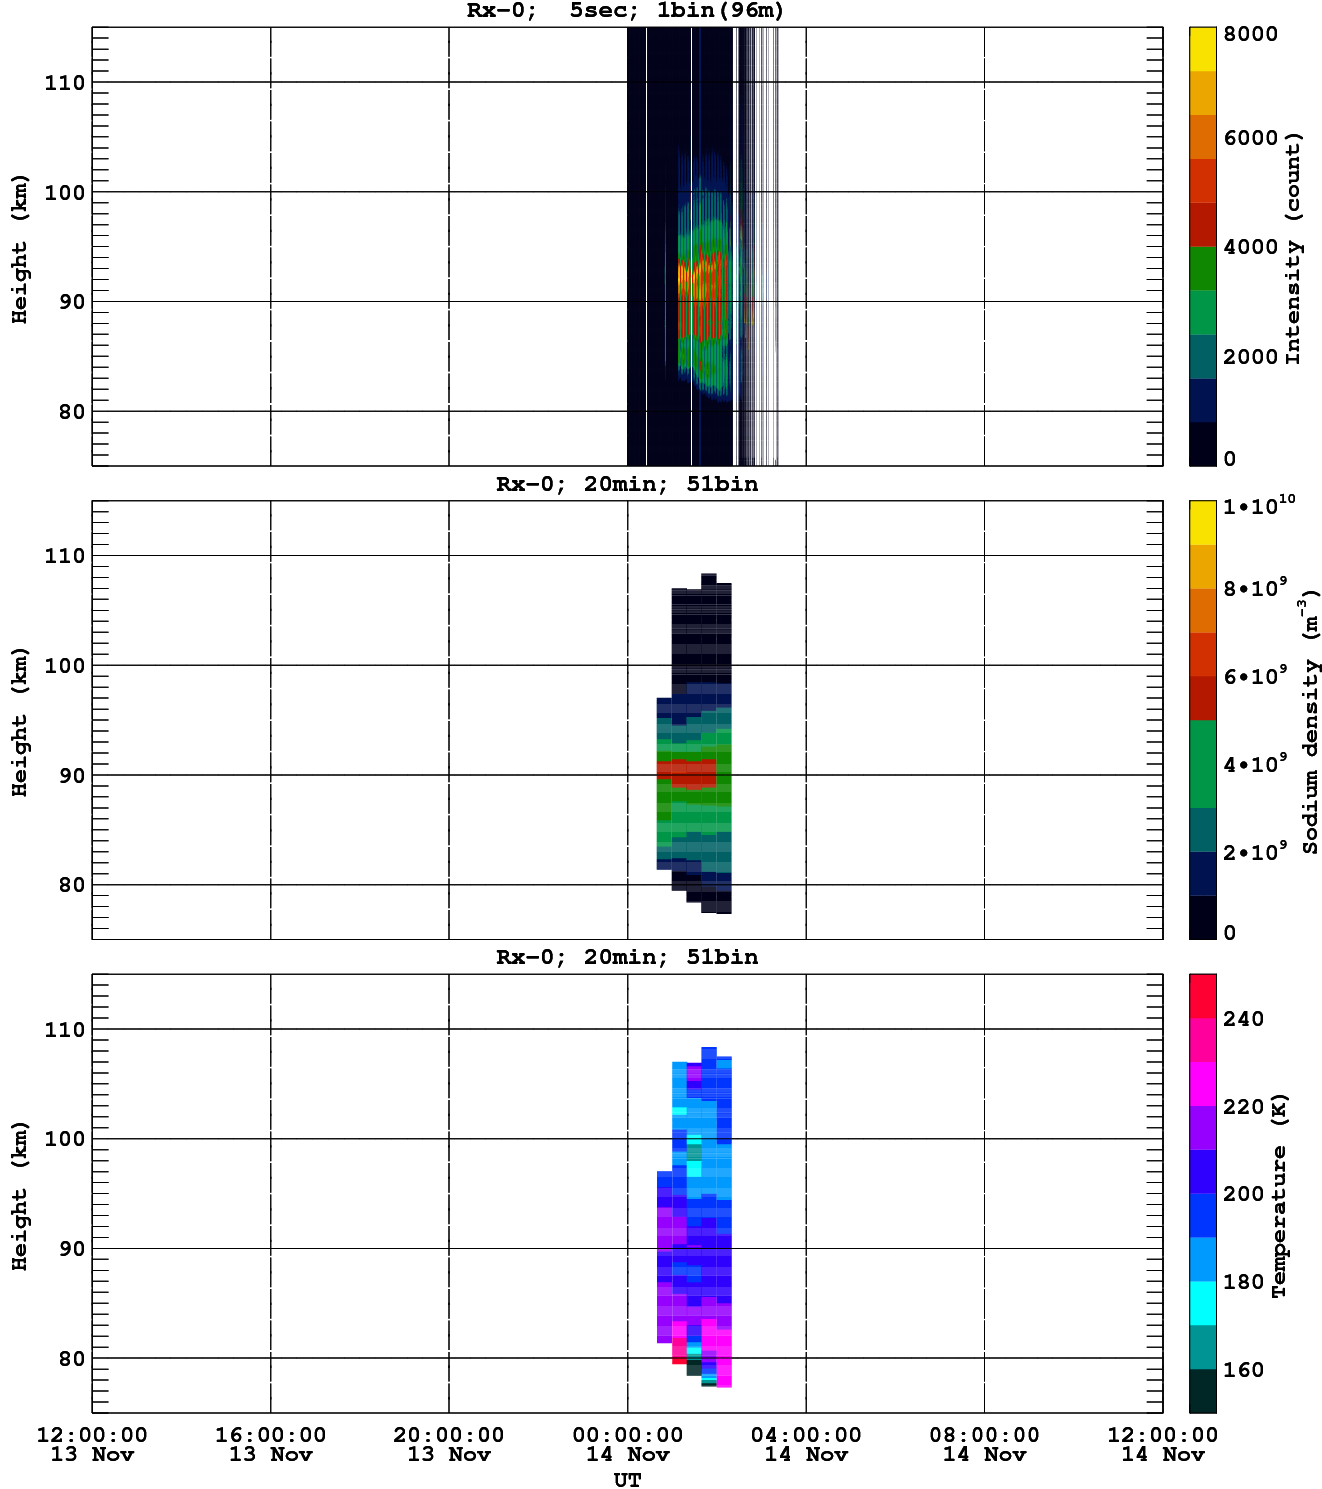 Rx-0;  5sec; 1bin(96m)
110
100
90
80
Height (km)
8000
6000
4000
2000
0
Intensity (count)
Rx-0; 20min; 51bin
110
100
90
80
Height (km)
1•10¹⁰
8•10⁹
6•10⁹
4•10⁹
2•10⁹
0
Sodium density (m⁻³)
Rx-0; 20min; 51bin
110
100
90
80
Height (km)
240
220
200
180
160
Temperature (K)
12:00:00 16:00:00 20:00:00 00:00:00 04:00:00 08:00:00 12:00:00
13 Nov 13 Nov 13 Nov 14 Nov 14 Nov 14 Nov 14 Nov
UT